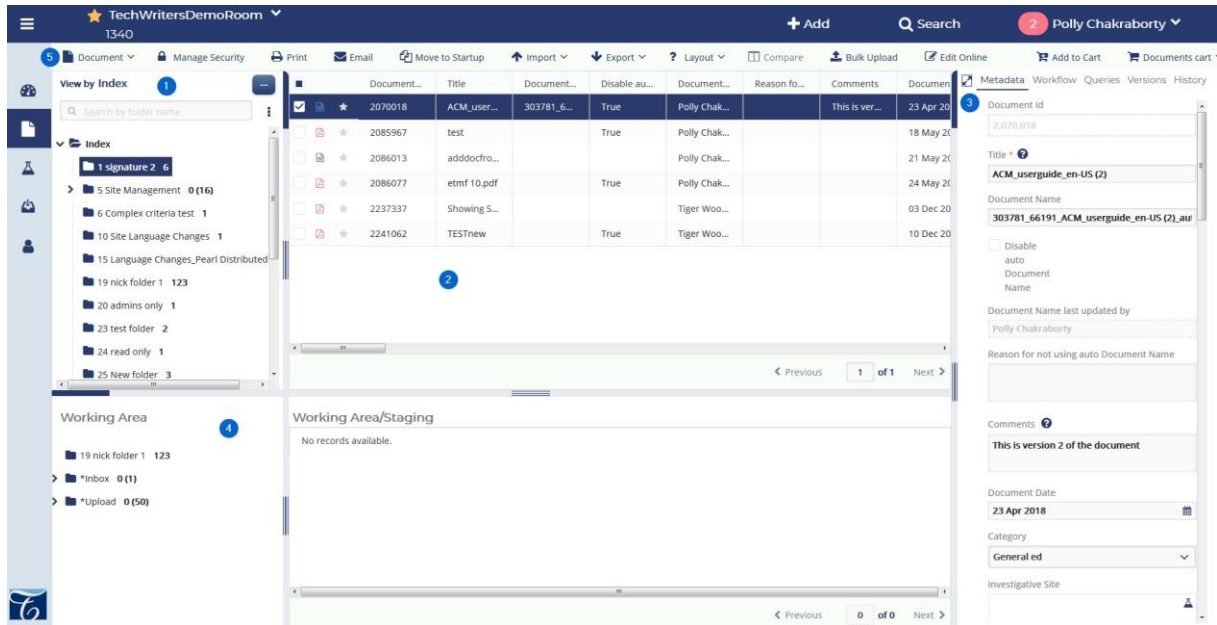 TechWritersDemoRoom
1340
Add
Search
2 Polly Chakraborty
5 Document
Manage Security
Print
Email
Move to Startup
Import
Export
? Layout
Compare
Bulk Upload
Edit Online
Add to Cart
Documents cart
View by Index 1 ...
Search by folder name
Index
1 signature 2 6
5 Site Management 0 (16)
6 Complex criteria test 1
10 Site Language Changes 1
15 Language Changes_Pearl Distributed
19 nick folder 1 123
20 admins only 1
23 test folder 2
24 read only 1
25 New folder 3
Document... Title Document... Disable au... Document... Reason fo... Comments Documen
2070018 ACM_user... 303781_6... True Polly Chak... This is ver... 23 Apr 20
2085967 test True Polly Chak... 18 May 20
2086013 adddocfro... Polly Chak... 21 May 20
2086077 etmf 10.pdf True Polly Chak... 24 May 20
2237337 Showing S... Tiger Woo... 03 Dec 20
2241062 TESTnew True Tiger Woo... 10 Dec 20
2
Previous 1 of 1 Next
Working Area
4
19 nick folder 1 123
*Inbox 0 (1)
*Upload 0 (50)
Working Area/Staging
No records available.
Previous 0 of 0 Next
Metadata Workflow Queries Versions History
3 Document Id
2,070,018
Title *
ACM_userguide_en-US (2)
Document Name
303781_66191_ACM_userguide_en-US (2)_au
Disable
auto
Document
Name
Document Name last updated by
Polly Chakraborty
Reason for not using auto Document Name
Comments
This is version 2 of the document
Document Date
23 Apr 2018
Category
General ed
Investigative Site